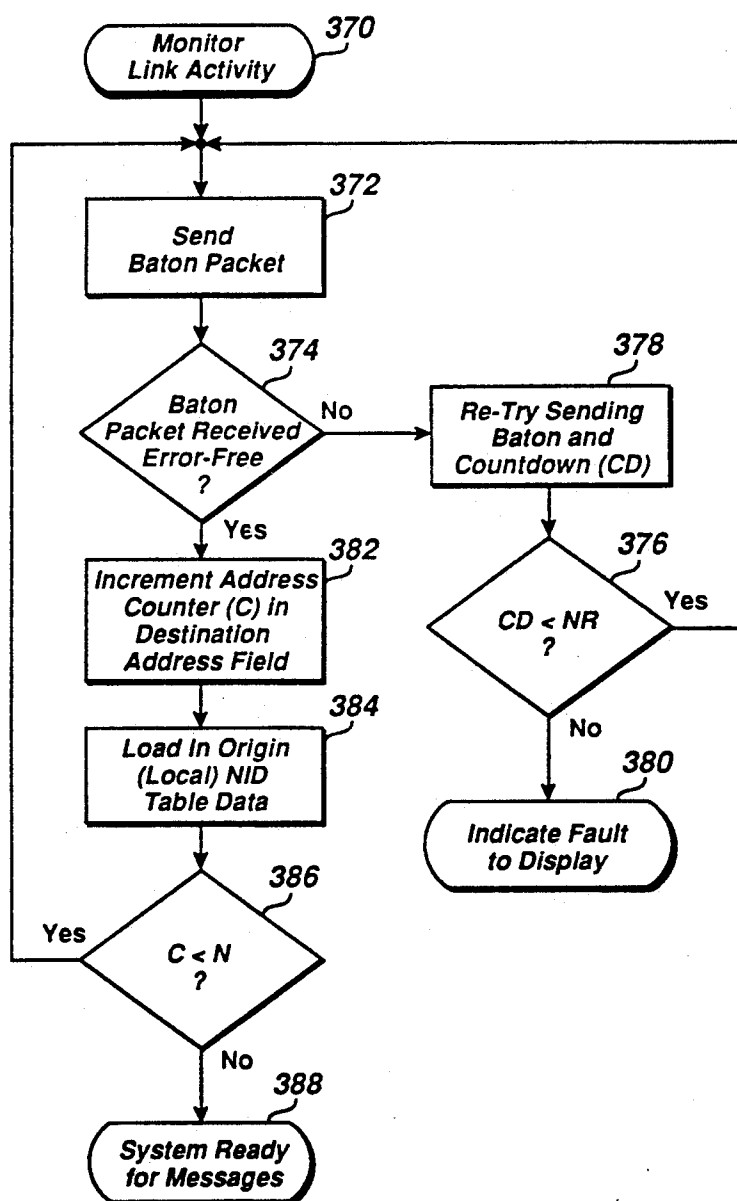 Monitor
Link Activity
370
372
Send
Baton Packet
374
Baton
Packet Received
Error-Free
?
No
Yes
378
Re-Try Sending
Baton and
Countdown (CD)
376
CD < NR
?
Yes
No
380
Indicate Fault
to Display
382
Increment Address
Counter (C) in
Destination
Address Field
384
Load In Origin
(Local) NID
Table Data
386
C < N
?
Yes
No
388
System Ready
for Messages